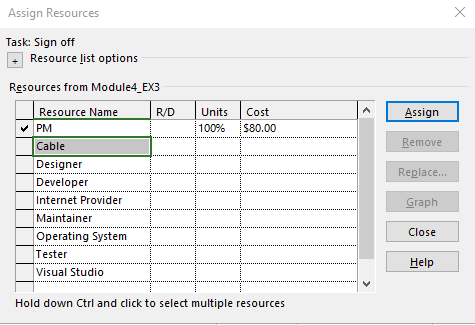 Assign Resources
Task: Sign off
+ Resource list options
Resources from Module4_EX3
Resource Name R/D Units Cost
✓ PM 100% $80.00
Cable
Designer
Developer
Internet Provider
Maintainer
Operating System
Tester
Visual Studio
Assign
Remove
Replace...
Graph
Close
Help
Hold down Ctrl and click to select multiple resources